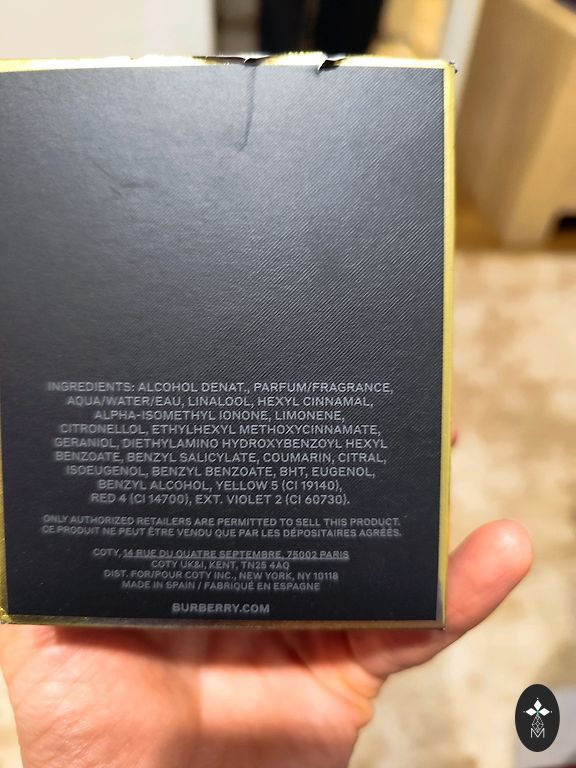 INGREDIENTS: ALCOHOL DENAT., PARFUM/FRAGRANCE,
AQUA/WATER/EAU, LINALOOL, HEXYL CINNAMAL,
ALPHA-ISOMETHYL IONONE, LIMONENE,
CITRONELLOL, ETHYLHEXYL METHOXYCINNAMATE,
GERANIOL, DIETHYLAMINO HYDROXYBENZOYL HEXYL
BENZOATE, BENZYL SALICYLATE, COUMARIN, CITRAL,
ISOEUGENOL, BENZYL BENZOATE, BHT, EUGENOL,
BENZYL ALCOHOL, YELLOW 5 (CI 19140),
RED 4 (CI 14700), EXT. VIOLET 2 (CI 60730).
ONLY AUTHORIZED RETAILERS ARE PERMITTED TO SELL THIS PRODUCT.
CE PRODUIT NE PEUT ÊTRE VENDU QUE PAR LES DÉPOSITAIRES AGRÉÉS.
COTY, 14 RUE DU QUATRE SEPTEMBRE, 75002 PARIS
COTY UK&I, KENT, TN25 4AQ
DIST. FOR/POUR COTY INC., NEW YORK, NY 10118
MADE IN SPAIN / FABRIQUÉ EN ESPAGNE
BURBERRY.COM
M